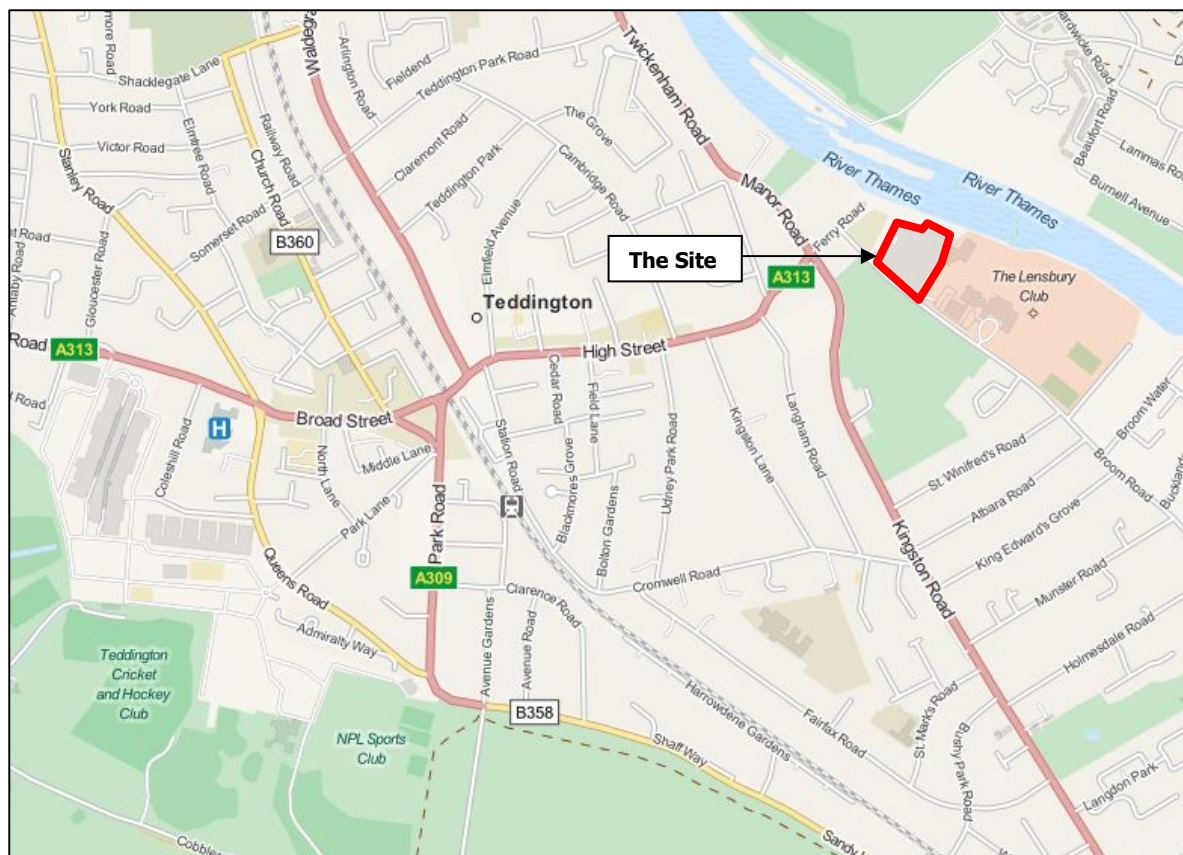 Shacklegate Lane
York Road
Victor Road
Stanley Road
Elmtree Road
Railway Road
Church Road
Somerset Road
Gloucester Road
B360
Arlington Road
Fieldend
Teddington Park Road
Claremont Road
Teddington Park
The Grove
Cambridge Road
Elmfield Avenue
Twickenham Road
Manor Road
Ferry Road
River Thames
River Thames
Beaufort Road
Burnell Avenue
The Site
A313
The Lensbury
Club
Teddington
High Street
Road
A313
H
Broad Street
Coleshill Road
North Lane
Middle Lane
Park Lane
Park Road
Station Road
Cedar Road
Field Lane
Blackmores Grove
Bolton Gardens
Udney Park Road
Kingston Lane
Langham Road
St. Winifred's Road
Broom Road
Broom Water
Atbara Road
King Edward's Grove
Munster Road
Holmesdale Road
Kingston Road
Cromwell Road
A309
Queens Road
Admiralty Way
Clarence Road
Avenue Gardens
Avenue Road
B358
Shaff Way
Harrowdene Gardens
Fairfax Road
St. Mark's Road
Bushy Park Road
Langdon Park
Teddington
Cricket
and Hockey
Club
NPL Sports
Club